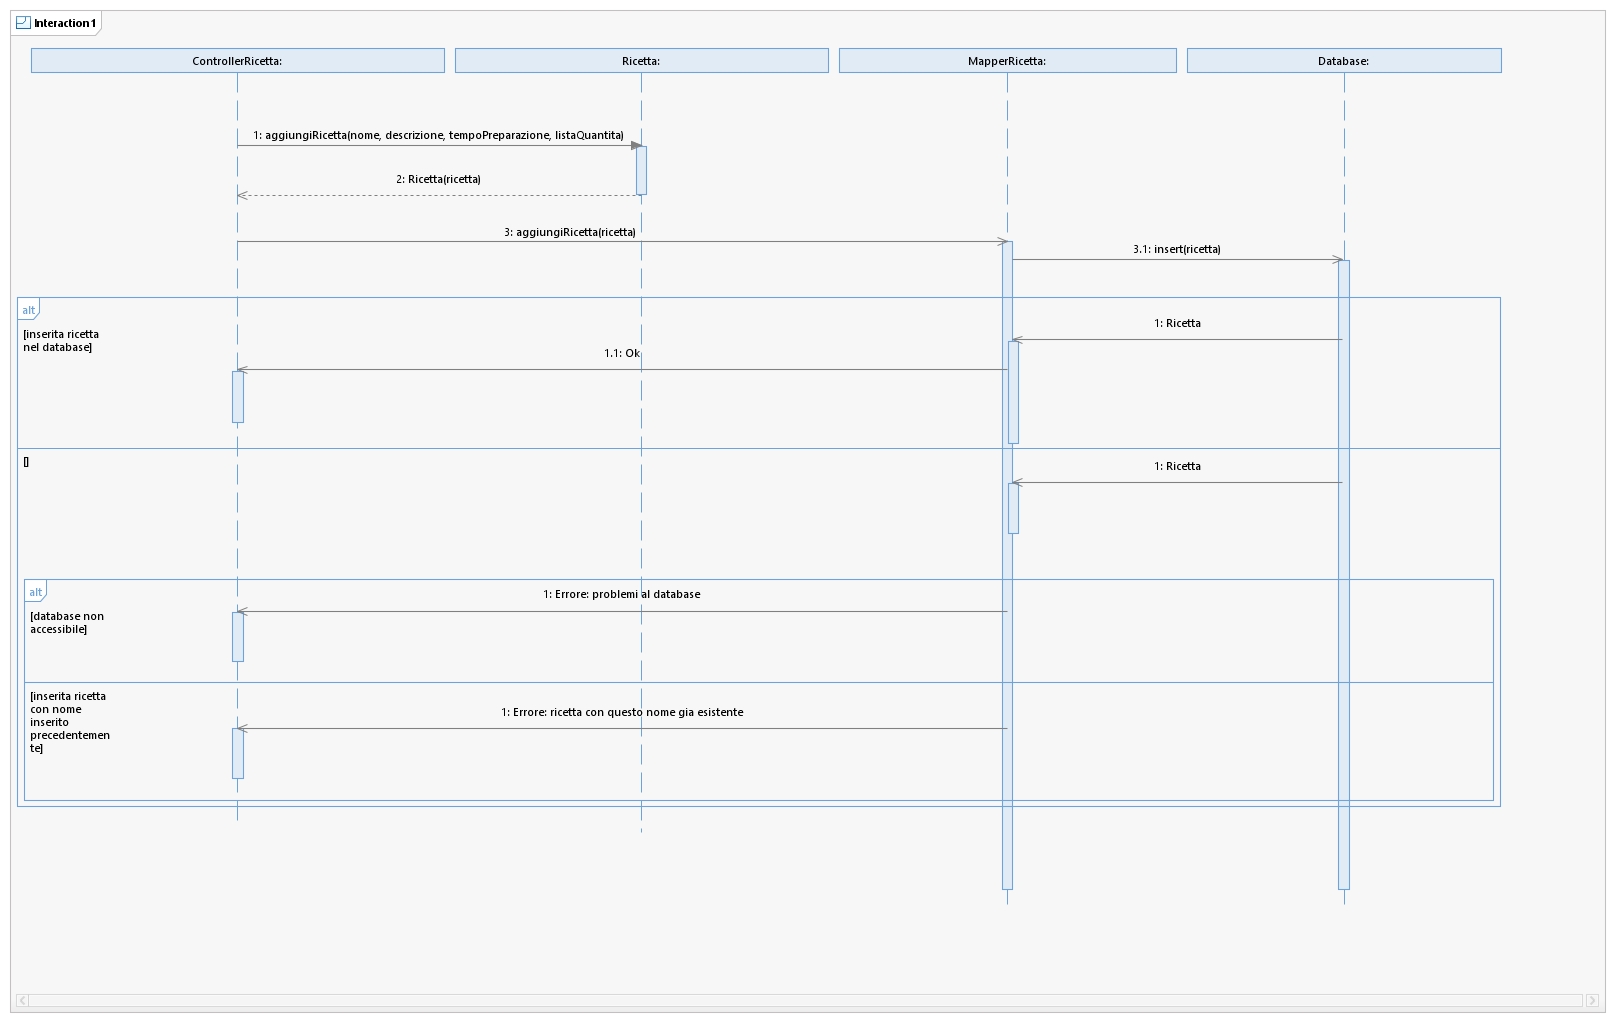 Interaction1
ControllerRicetta:
Ricetta:
MapperRicetta:
Database:
1: aggiungiRicetta(nome, descrizione, tempoPreparazione, listaQuantita)
2: Ricetta(ricetta)
3: aggiungiRicetta(ricetta)
3.1: insert(ricetta)
alt
[inserita ricetta
nel database]
1: Ricetta
1.1: Ok
[]
1: Ricetta
alt
1: Errore: problemi al database
[database non
accessibile]
[inserita ricetta
con nome
inserito
precedentemen
te]
1: Errore: ricetta con questo nome gia esistente